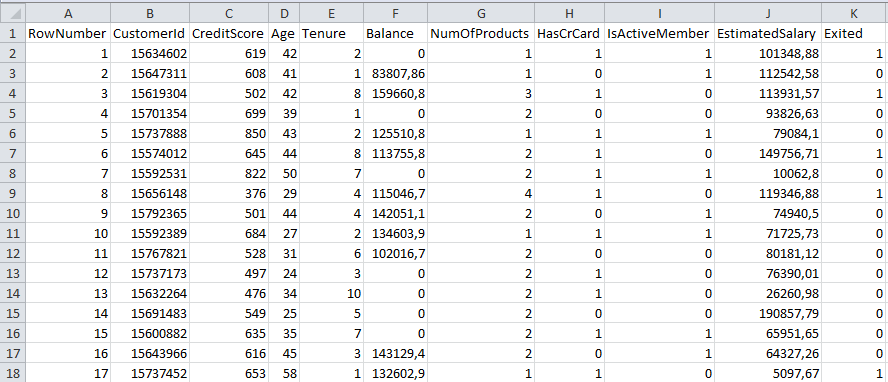 A B C D E F G H I J K
1 RowNumber CustomerId CreditScore Age Tenure Balance NumOfProducts HasCrCard IsActiveMember EstimatedSalary Exited
2 1 15634602 619 42 2 0 1 1 1 101348,88 1
3 2 15647311 608 41 1 83807,86 1 0 1 112542,58 0
4 3 15619304 502 42 8 159660,8 3 1 0 113931,57 1
5 4 15701354 699 39 1 0 2 0 0 93826,63 0
6 5 15737888 850 43 2 125510,8 1 1 1 79084,1 0
7 6 15574012 645 44 8 113755,8 2 1 0 149756,71 1
8 7 15592531 822 50 7 0 2 1 1 10062,8 0
9 8 15656148 376 29 4 115046,7 4 1 0 119346,88 1
10 9 15792365 501 44 4 142051,1 2 0 1 74940,5 0
11 10 15592389 684 27 2 134603,9 1 1 1 71725,73 0
12 11 15767821 528 31 6 102016,7 2 0 0 80181,12 0
13 12 15737173 497 24 3 0 2 1 0 76390,01 0
14 13 15632264 476 34 10 0 2 1 0 26260,98 0
15 14 15691483 549 25 5 0 2 0 0 190857,79 0
16 15 15600882 635 35 7 0 2 1 1 65951,65 0
17 16 15643966 616 45 3 143129,4 2 0 1 64327,26 0
18 17 15737452 653 58 1 132602,9 1 1 0 5097,67 1